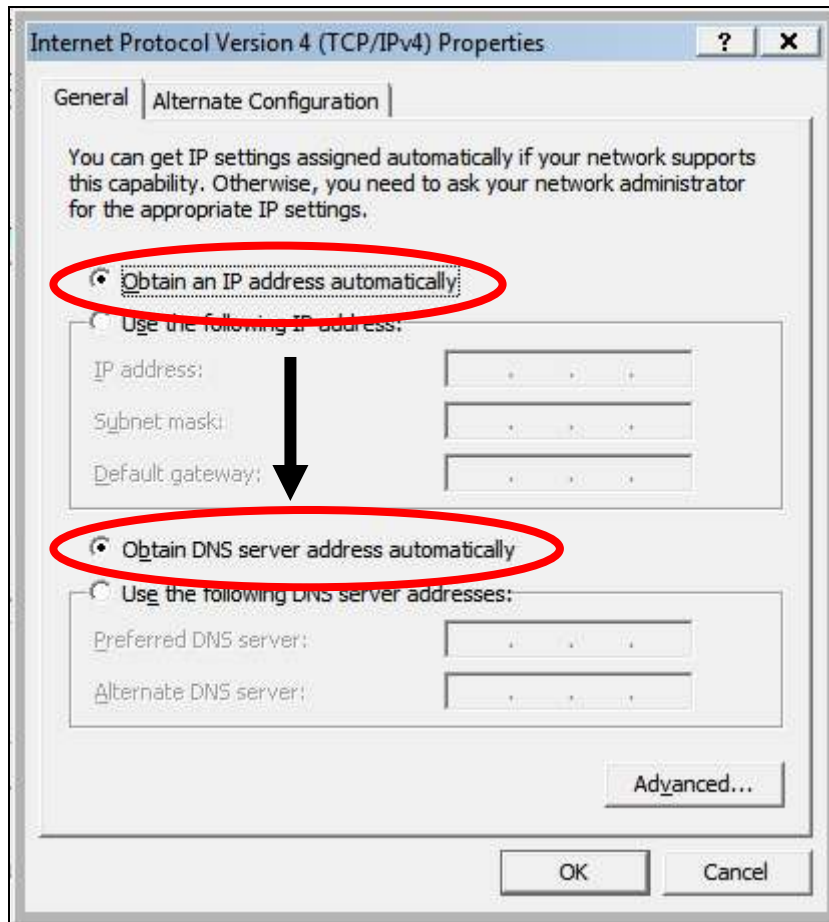 Internet Protocol Version 4 (TCP/IPv4) Properties
?
General
Alternate Configuration
You can get IP settings assigned automatically if your network supports
this capability. Otherwise, you need to ask your network administrator
for the appropriate IP settings.
Obtain an IP address automatically
Use the following IP address:
IP address:
Subnet mask:
Default gateway:
Obtain DNS server address automatically
Use the following DNS server addresses:
Preferred DNS server:
Alternate DNS server:
Advanced...
OK
Cancel